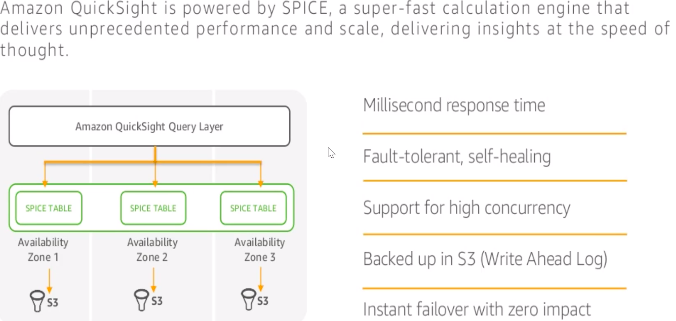 Amazon QuickSight is powered by SPICE, a super-fast calculation engine that
delivers unprecedented performance and scale, delivering insights at the speed of
thought.
Amazon QuickSight Query Layer
SPICE TABLE
SPICE TABLE
SPICE TABLE
Availability
Zone 1
Availability
Zone 2
Availability
Zone 3
S3
S3
S3
Millisecond response time
Fault-tolerant, self-healing
Support for high concurrency
Backed up in S3 (Write Ahead Log)
Instant failover with zero impact